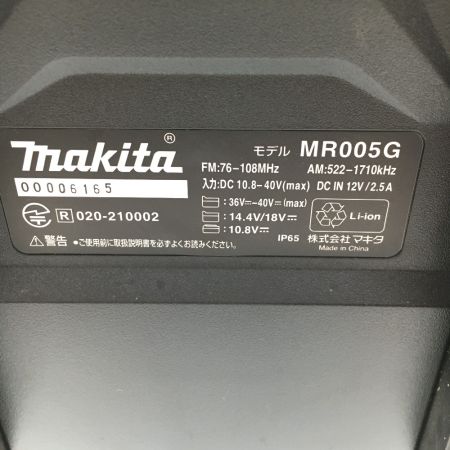 makita®
モデル MR005G
00006165
FM:76-108MHz AM:522-1710kHz
入力:DC 10.8-40V(max) DC IN 12V / 2.5A
:36V⎓-40V⎓(max)
:14.4V/18V⎓
:10.8V⎓
Li-ion
R 020-210002
IP65 株式会社マキタ
Made in China
⚠警告 ●ご使用前に取扱説明書を必ずよくお読みください。